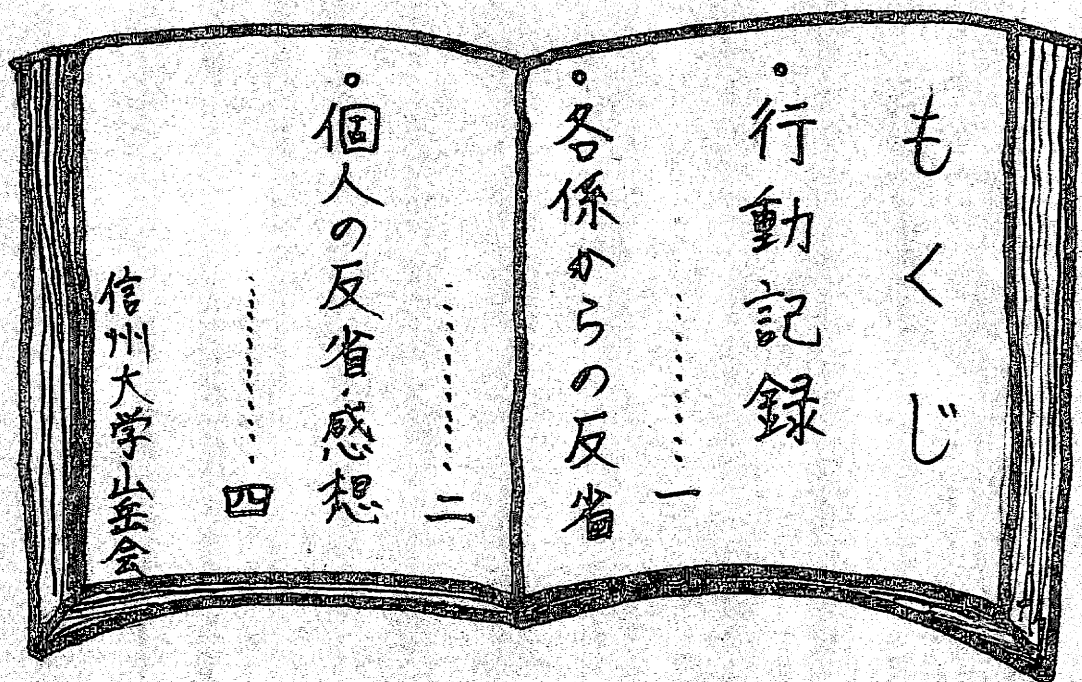 もくじ
・行動記録
………一
・各係からの反省
………二
・個人の反省・感想
………四
信州大学山岳会